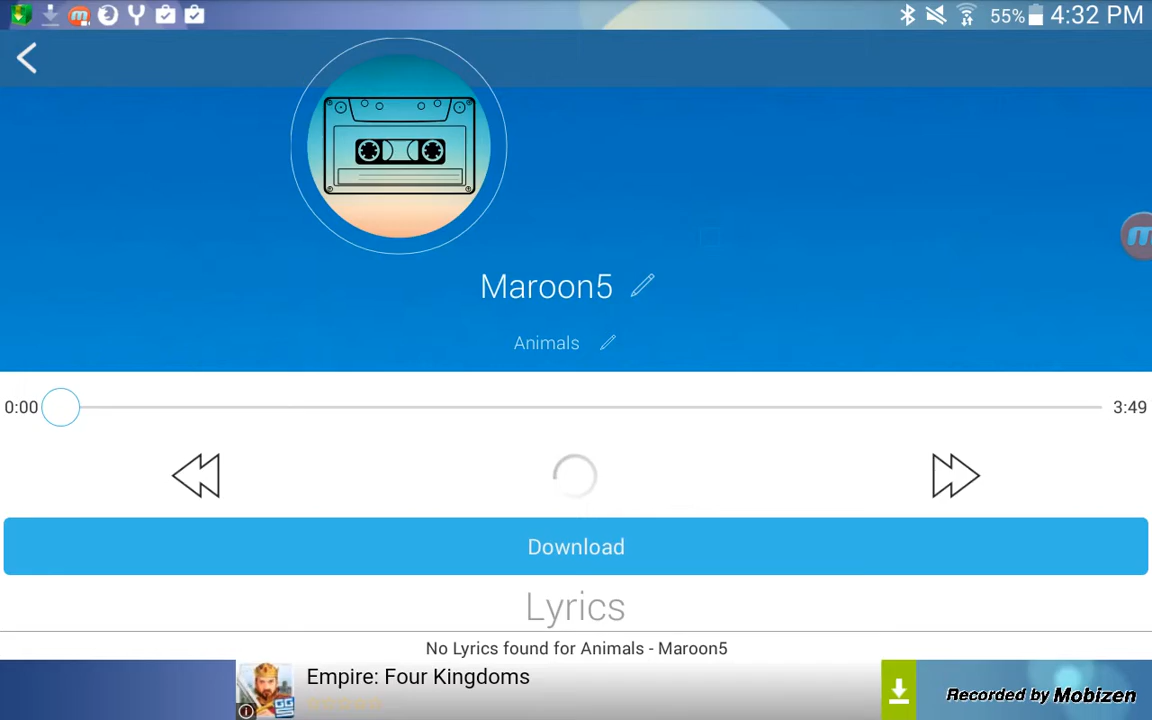 55% 4:32 PM
Maroon5
Animals
0:00 3:49
Download
Lyrics
No Lyrics found for Animals - Maroon5
Empire: Four Kingdoms
GGS
Recorded by Mobizen